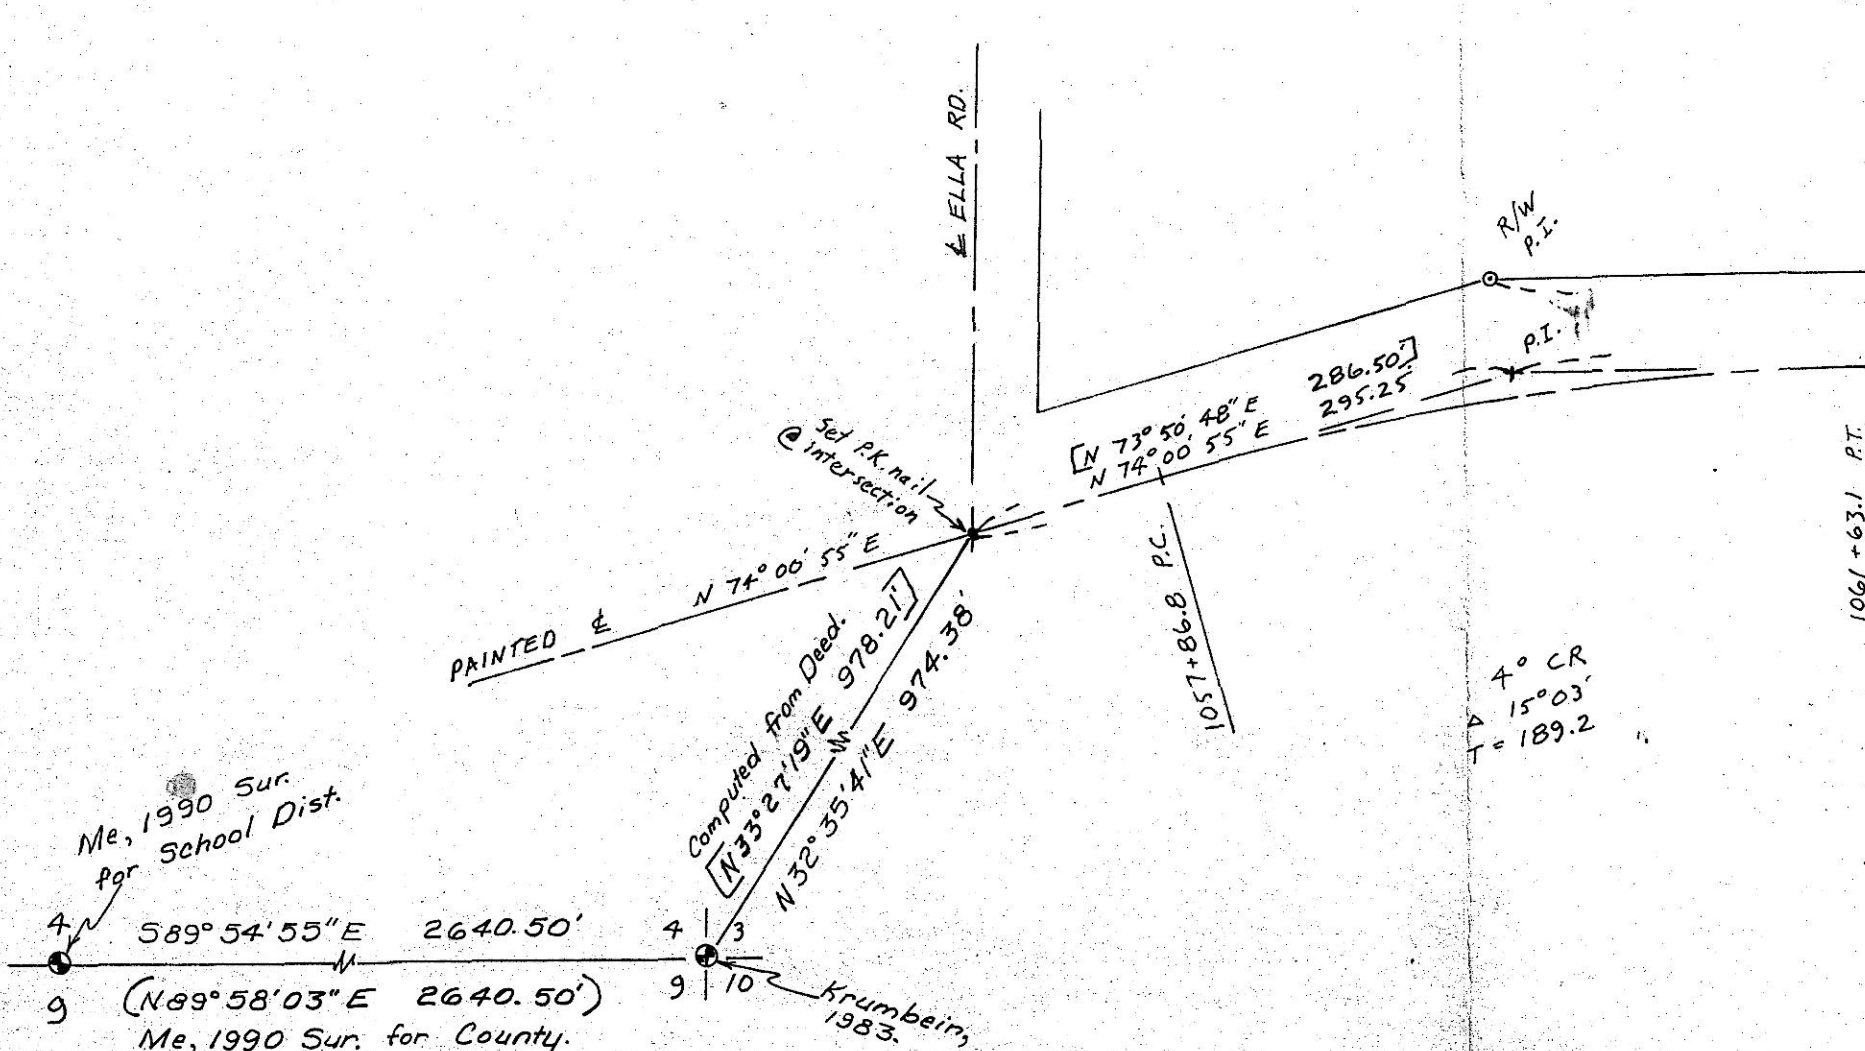 ℄ ELLA RD.
R/W
P.I.
P.I.
286.50']
295.25'
[N 73° 50' 48" E
N 74° 00' 55" E
Set P.K. nail
@ intersection
N 74° 00' 55" E
PAINTED ℄
1057+86.8 P.C.
1061+63.1 P.T.
4° CR
Δ 15°03'
T = 189.2
Computed from Deed.
[N 33° 27' 19" E 978.21']
N 32° 35' 41" E 974.38'
Me, 1990 Sur.
for School Dist.
4 S89° 54' 55" E 2640.50' 4 3
9 (N89° 58' 03" E 2640.50') 9 10
Me, 1990 Sur. for County.
Krumbein,
1983.